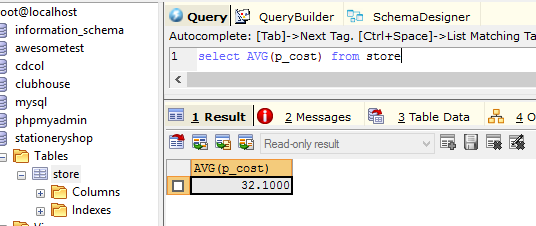 oot@localhost
information_schema
awesometest
cdcol
clubhouse
mysql
phpmyadmin
stationeryshop
Tables
store
Columns
Indexes
Query
QueryBuilder
SchemaDesigner
Autocomplete: [Tab]->Next Tag. [Ctrl+Space]->List Matching Ta
1 select AVG(p_cost) from store
1 Result
2 Messages
3 Table Data
4 O
Read-only result
AVG(p_cost)
32.1000